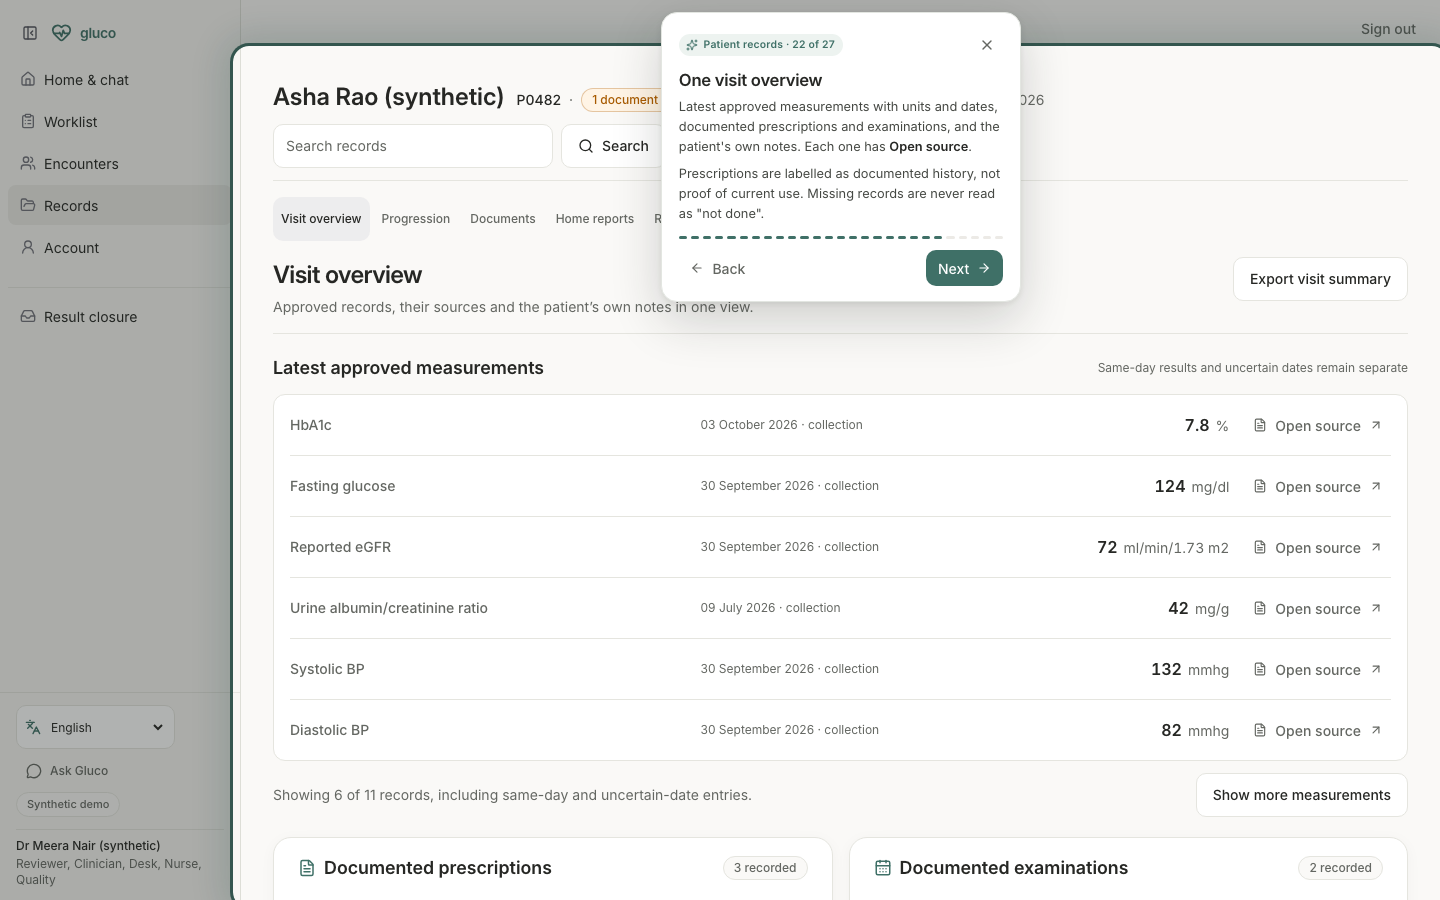 gluco
Home & chat
Worklist
Encounters
Records
Account
Result closure
English
Ask Gluco
Synthetic demo
Dr Meera Nair (synthetic)
Reviewer, Clinician, Desk, Nurse,
Quality
Sign out
Patient records · 22 of 27
One visit overview
Latest approved measurements with units and dates,
documented prescriptions and examinations, and the
patient's own notes. Each one has Open source.
Prescriptions are labelled as documented history, not
proof of current use. Missing records are never read
as "not done".
Back
Next
Asha Rao (synthetic) P0482 · 1 document
026
Search records
Search
Visit overview Progression Documents Home reports R
Visit overview
Approved records, their sources and the patient’s own notes in one view.
Export visit summary
Latest approved measurements
Same-day results and uncertain dates remain separate
HbA1c 03 October 2026 · collection 7.8 % Open source
Fasting glucose 30 September 2026 · collection 124 mg/dl Open source
Reported eGFR 30 September 2026 · collection 72 ml/min/1.73 m2 Open source
Urine albumin/creatinine ratio 09 July 2026 · collection 42 mg/g Open source
Systolic BP 30 September 2026 · collection 132 mmhg Open source
Diastolic BP 30 September 2026 · collection 82 mmhg Open source
Showing 6 of 11 records, including same-day and uncertain-date entries.
Show more measurements
Documented prescriptions 3 recorded
Documented examinations 2 recorded